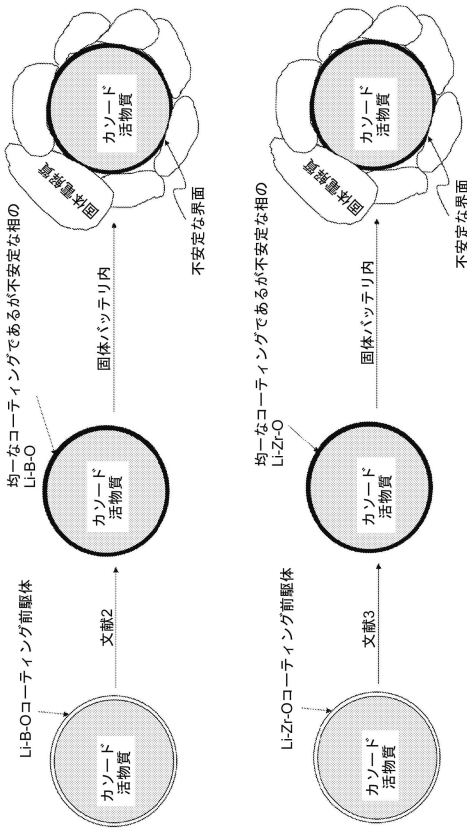 Li-B-Oコーティング前駆体
カソード
活物質
文献2
均一なコーティングであるが不安定な相の
Li-B-O
カソード
活物質
固体バッテリ内
固体電解質
カソード
活物質
不安定な界面
Li-Zr-Oコーティング前駆体
カソード
活物質
文献3
均一なコーティングであるが不安定な相の
Li-Zr-O
カソード
活物質
固体バッテリ内
固体電解質
カソード
活物質
不安定な界面